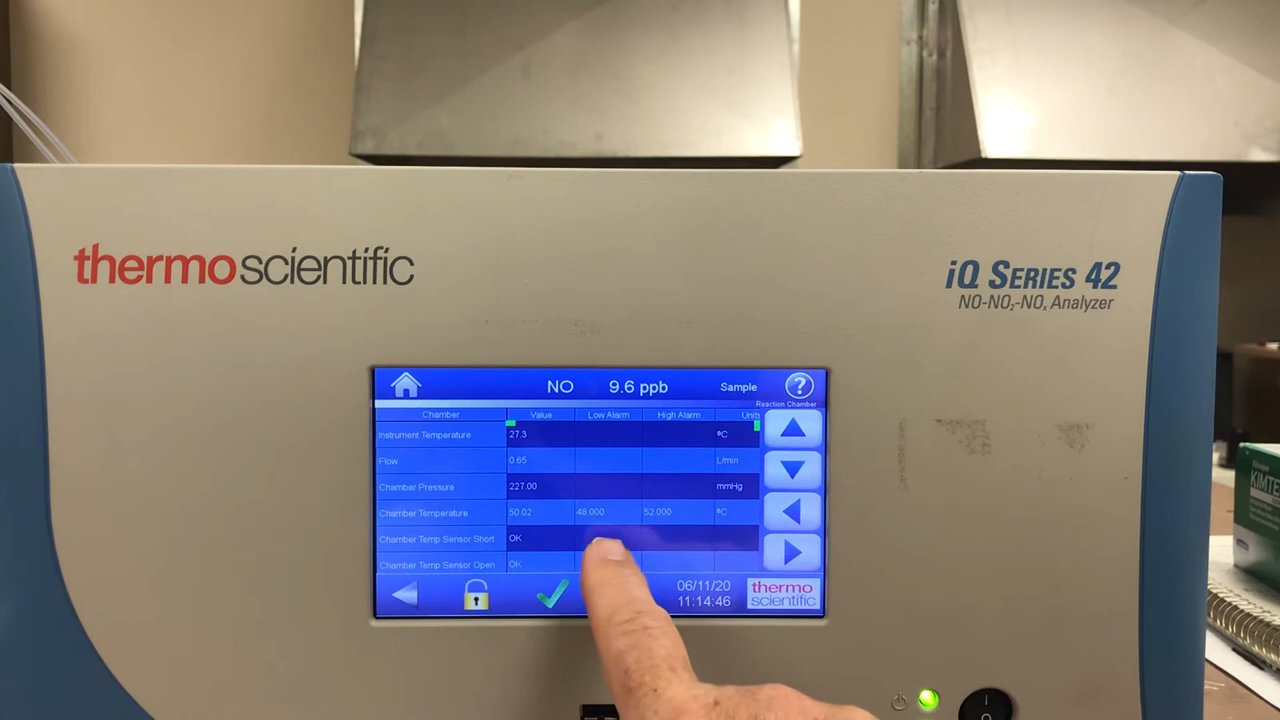 thermoscientific
iQ SERIES 42
NO-NO₂-NOₓ Analyzer
NO 9.6 ppb Sample ?
Reaction Chamber
Chamber Value Low Alarm High Alarm Units
Instrument Temperature 27.3 ºC
Flow 0.65 L/min
Chamber Pressure 227.00 mmHg
Chamber Temperature 50.02 48.000 52.000 ºC
Chamber Temp Sensor Short OK
Chamber Temp Sensor Open OK
06/11/20
11:14:46
thermo
scientific
KIMTE